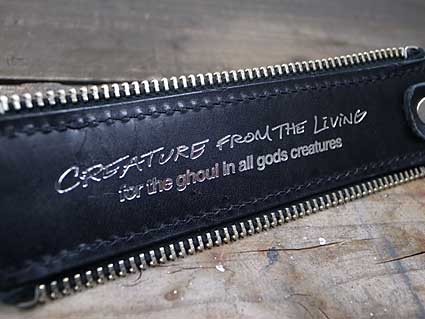 CREATURE FROM THE LIVING
for the ghoul in all gods creatures